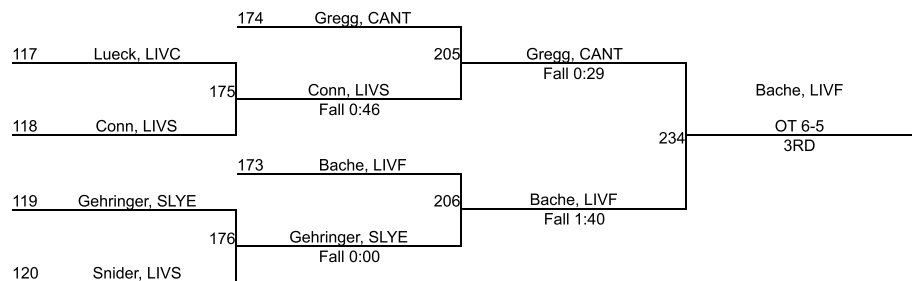 174 Gregg, CANT
117 Lueck, LIVC
205 Gregg, CANT
Fall 0:29
175 Conn, LIVS
Fall 0:46
Bache, LIVF
118 Conn, LIVS
234 OT 6-5
3RD
173 Bache, LIVF
119 Gehringer, SLYE
206 Bache, LIVF
Fall 1:40
176 Gehringer, SLYE
Fall 0:00
120 Snider, LIVS